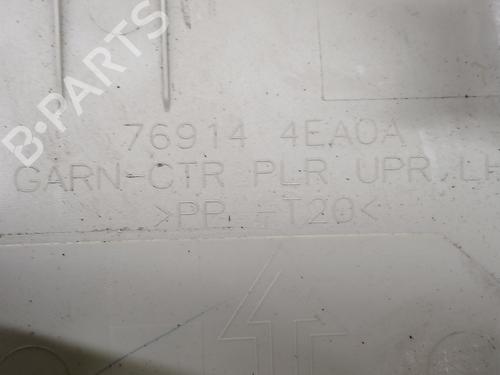 B-PARTS
76914 4EA0A
GARN-CTR PLR UPR LH
>PP -T20<